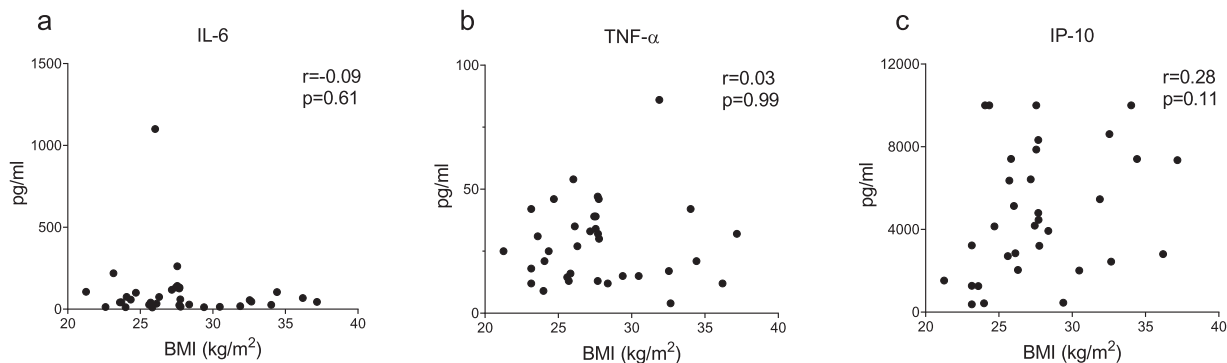 a
IL-6
r=-0.09
p=0.61
1500
1000
500
0
pg/ml
20 25 30 35 40
BMI (kg/m²)
b
TNF-α
r=0.03
p=0.99
100
50
0
pg/ml
20 25 30 35 40
BMI (kg/m²)
c
IP-10
r=0.28
p=0.11
12000
8000
4000
0
pg/ml
20 25 30 35 40
BMI (kg/m²)